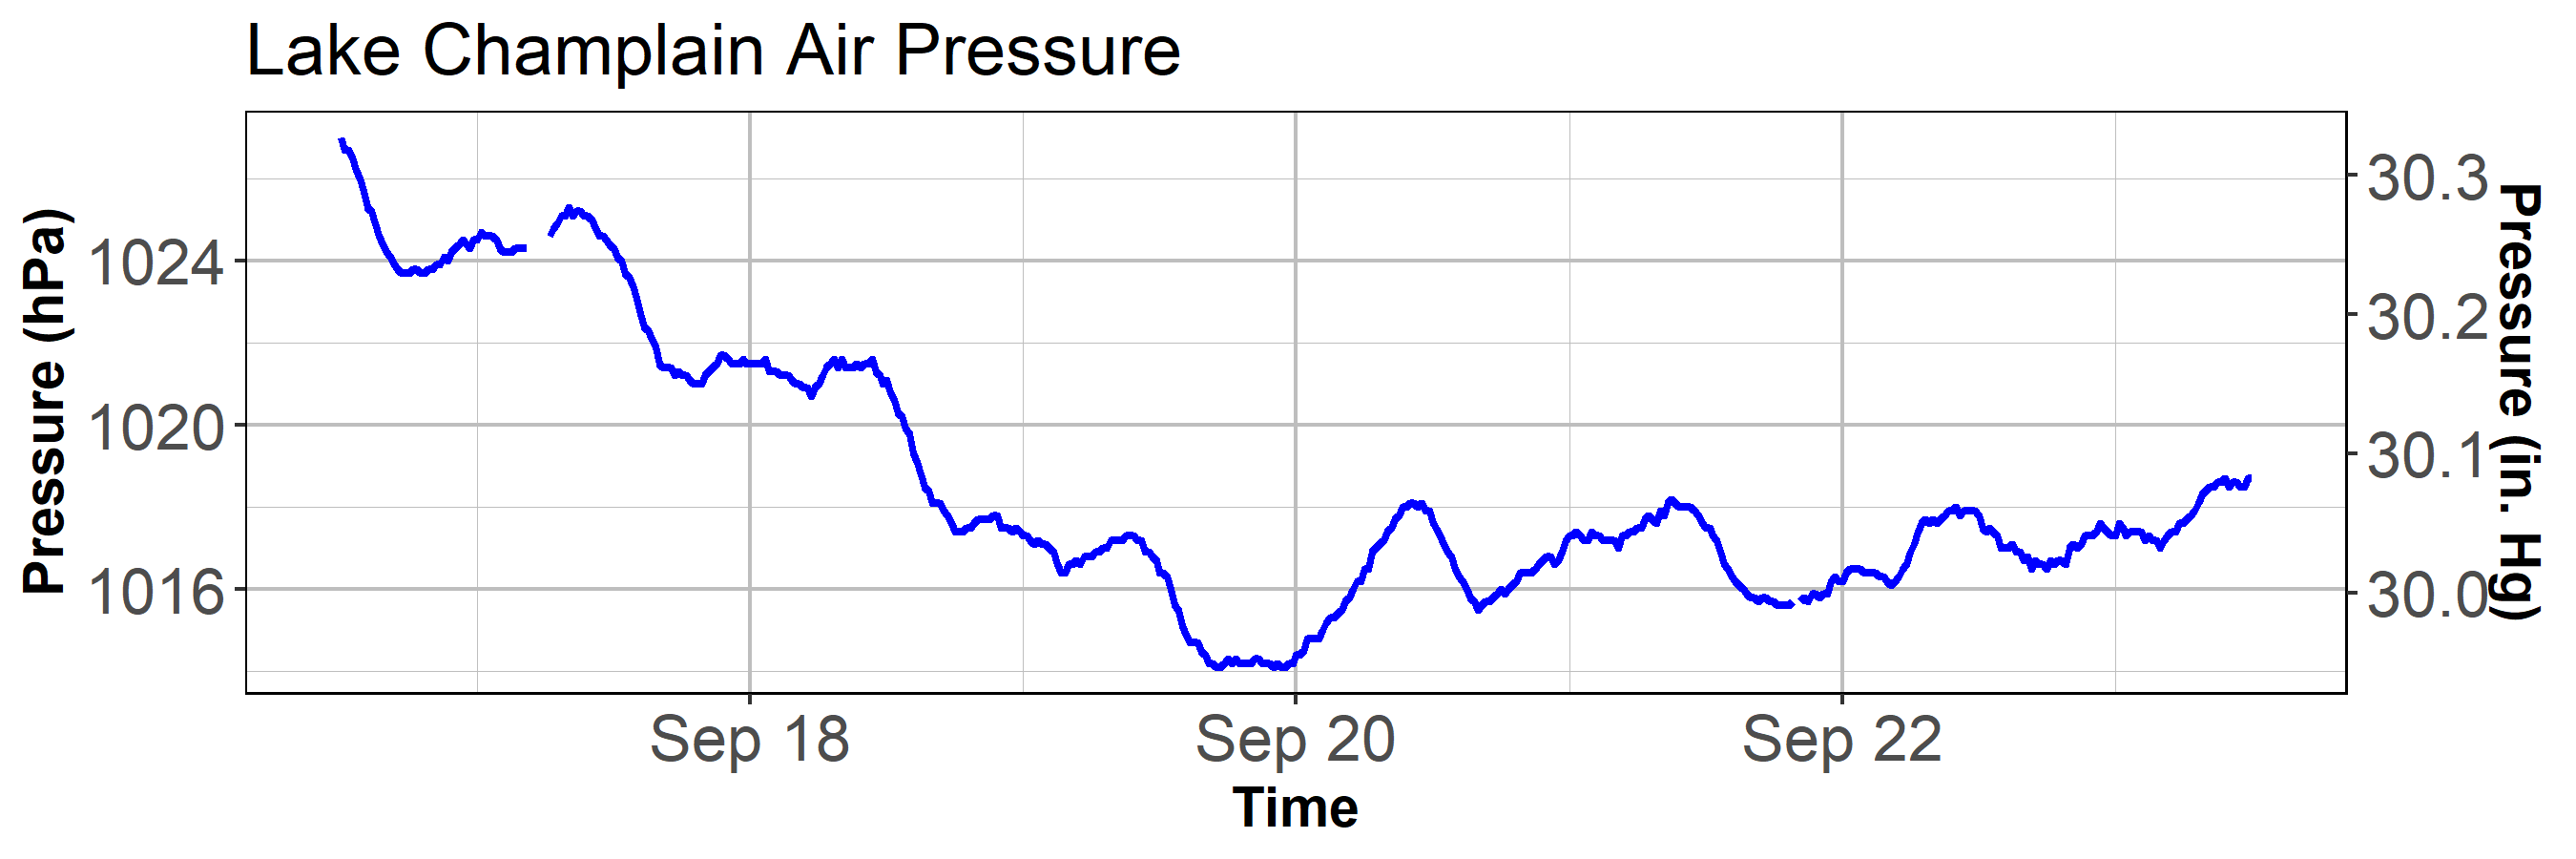 Lake Champlain Air Pressure
Pressure (hPa)
1024
1020
1016
30.3
30.2
30.1
30.0
Pressure (in. Hg)
Sep 18
Sep 20
Sep 22
Time